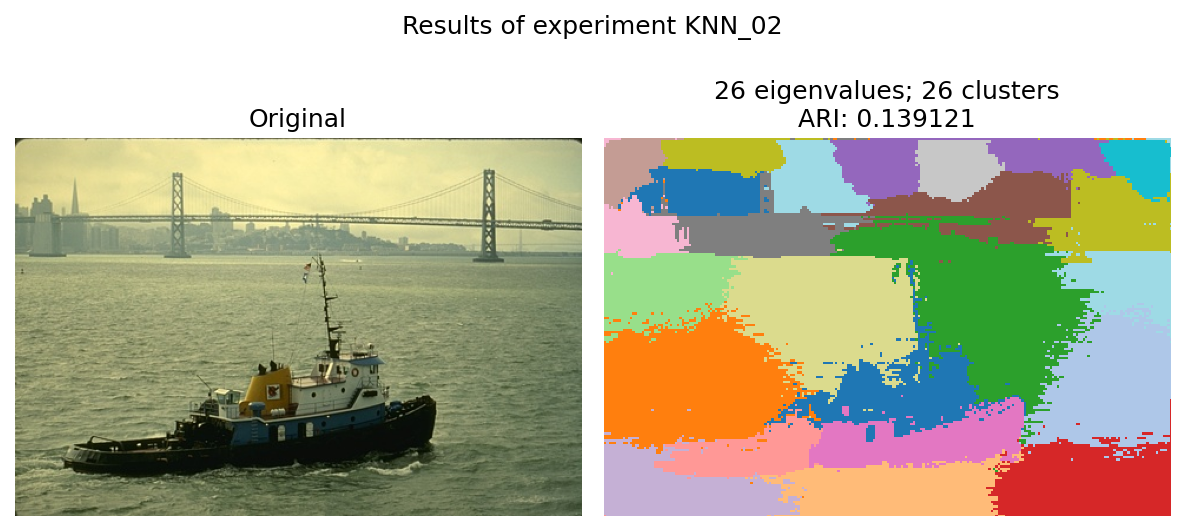 Results of experiment KNN_02
Original
26 eigenvalues; 26 clusters
ARI: 0.139121